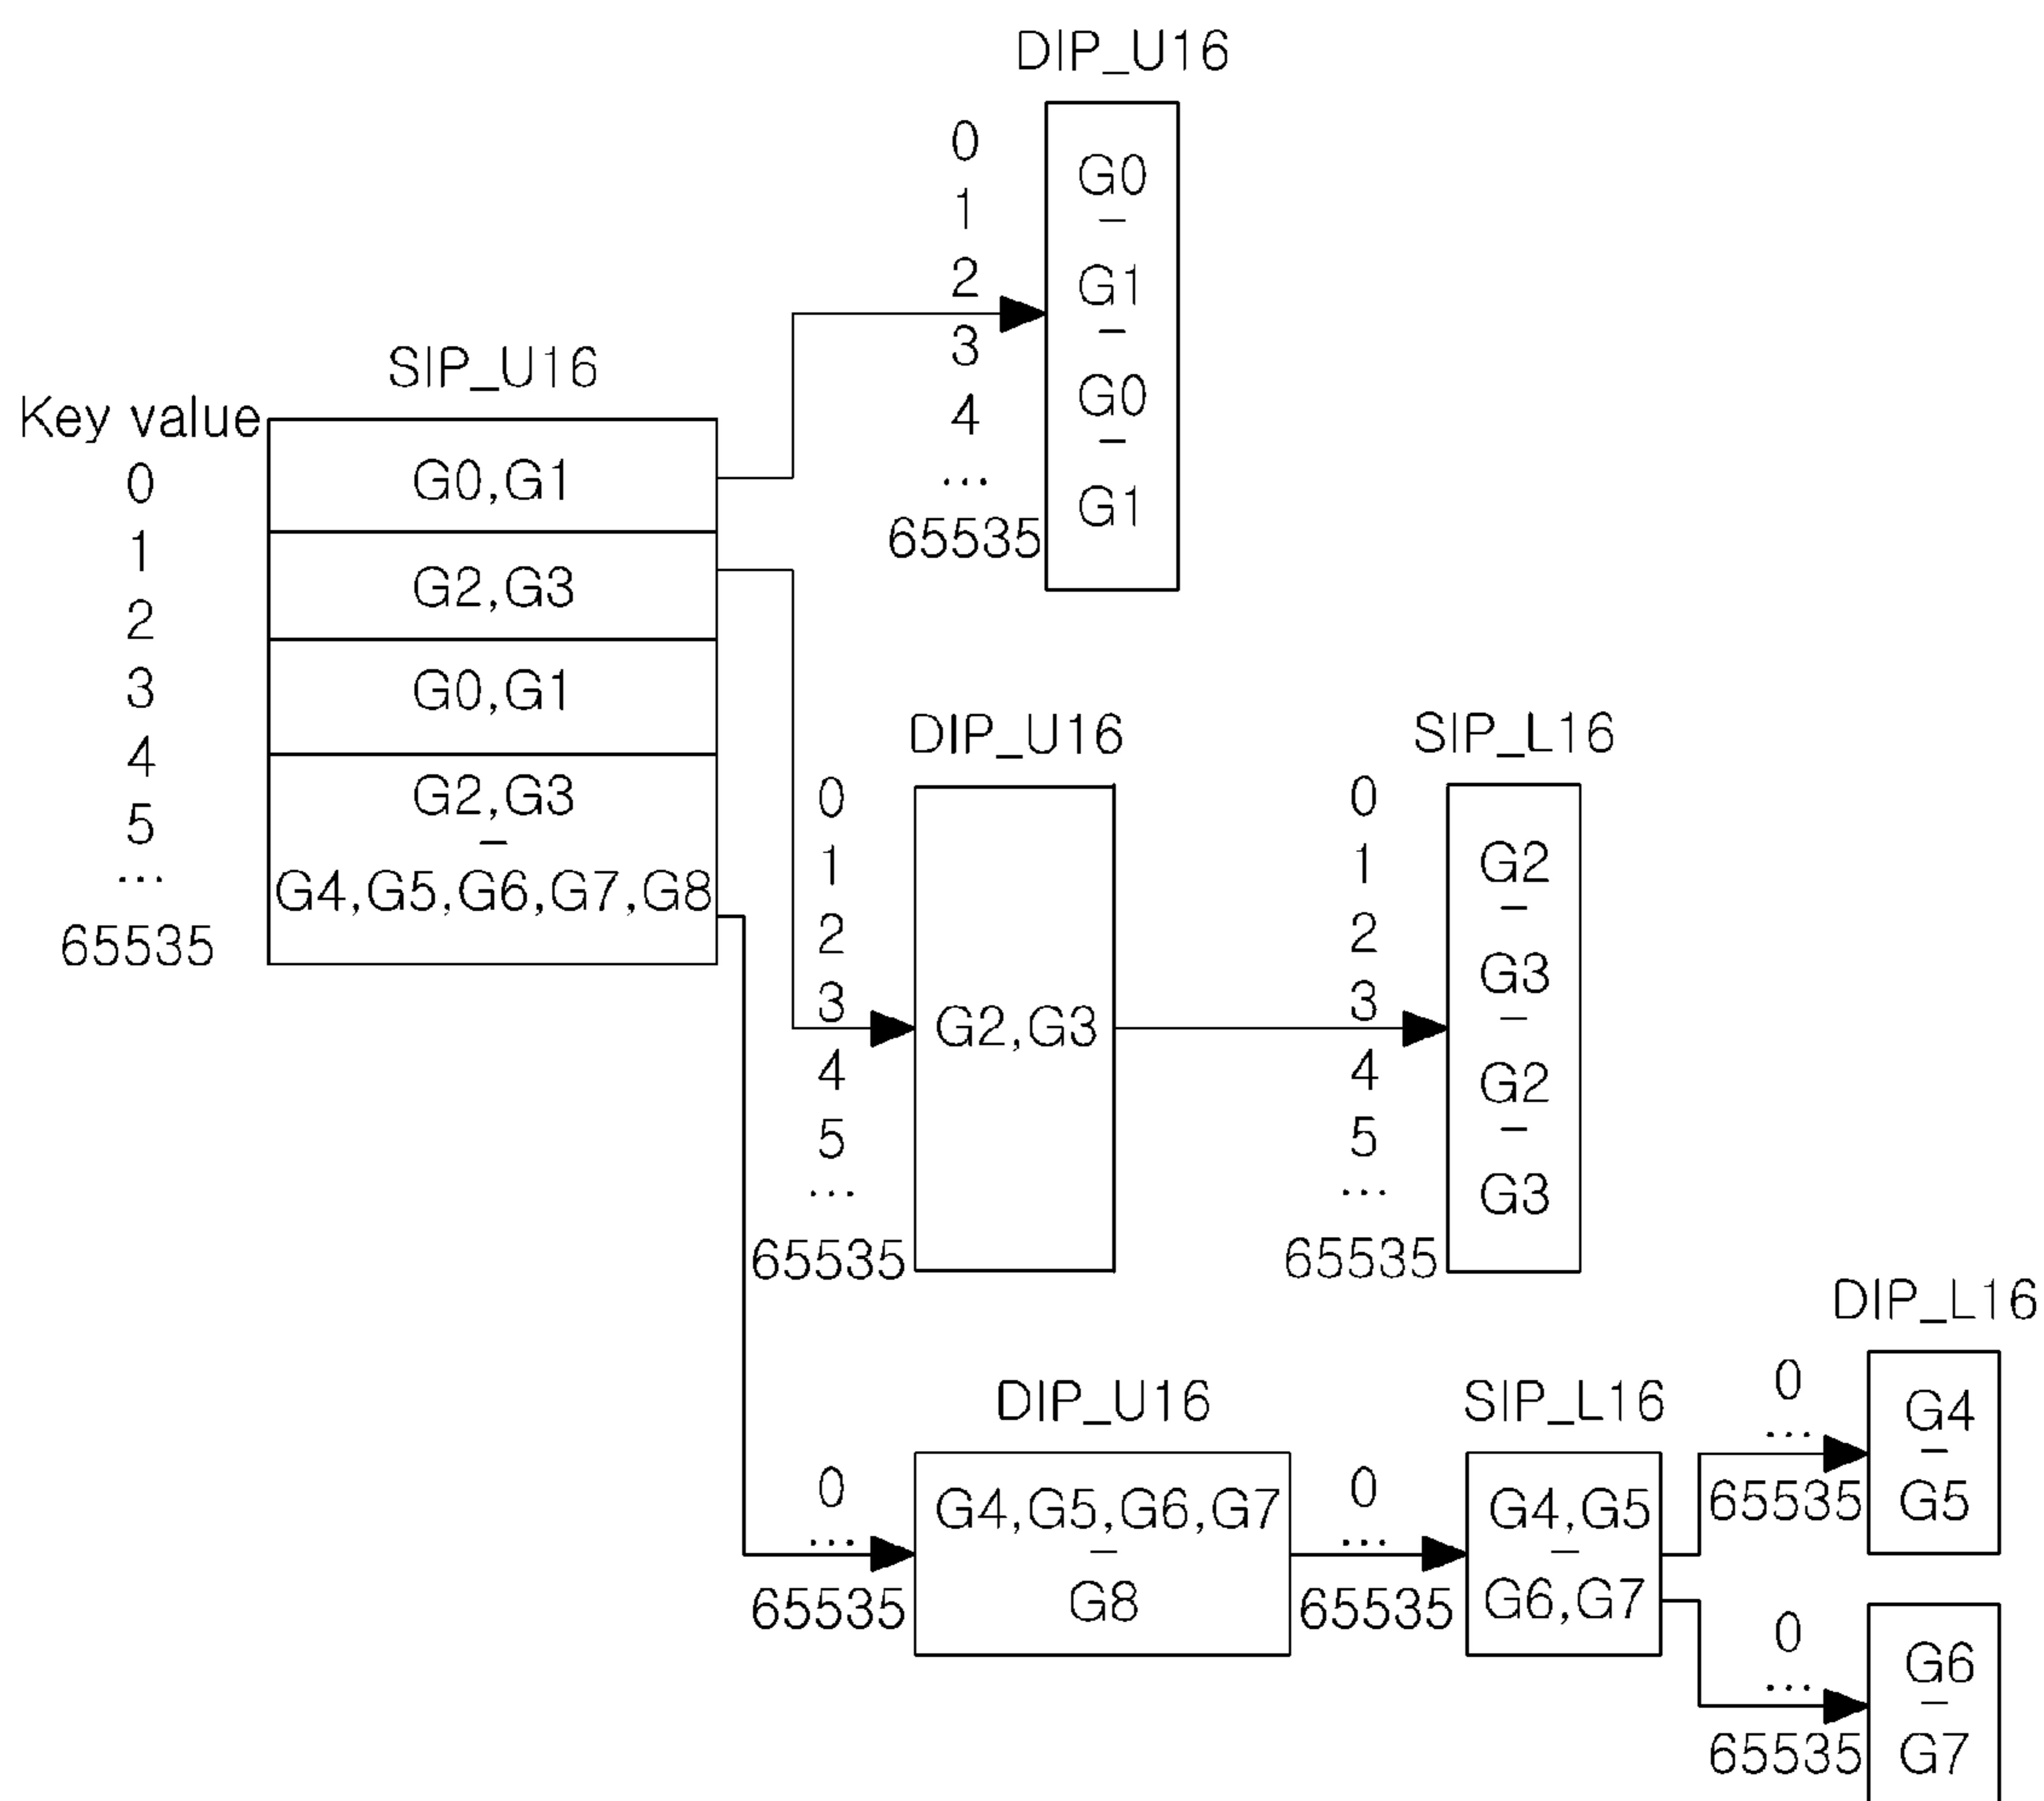 DIP_U16
0
1
2
3
4
...
65535
G0
–
G1
–
G0
–
G1
SIP_U16
Key value
0
1
2
3
4
5
...
65535
G0,G1
G2,G3
G0,G1
G2,G3
–
G4,G5,G6,G7,G8
DIP_U16
0
1
2
3
4
5
...
65535
G2,G3
SIP_L16
0
1
2
3
4
5
...
65535
G2
–
G3
–
G2
–
G3
DIP_U16
0
...
65535
G4,G5,G6,G7
–
G8
SIP_L16
0
...
65535
G4,G5
–
G6,G7
DIP_L16
0
...
65535
G4
–
G5
0
...
65535
G6
–
G7